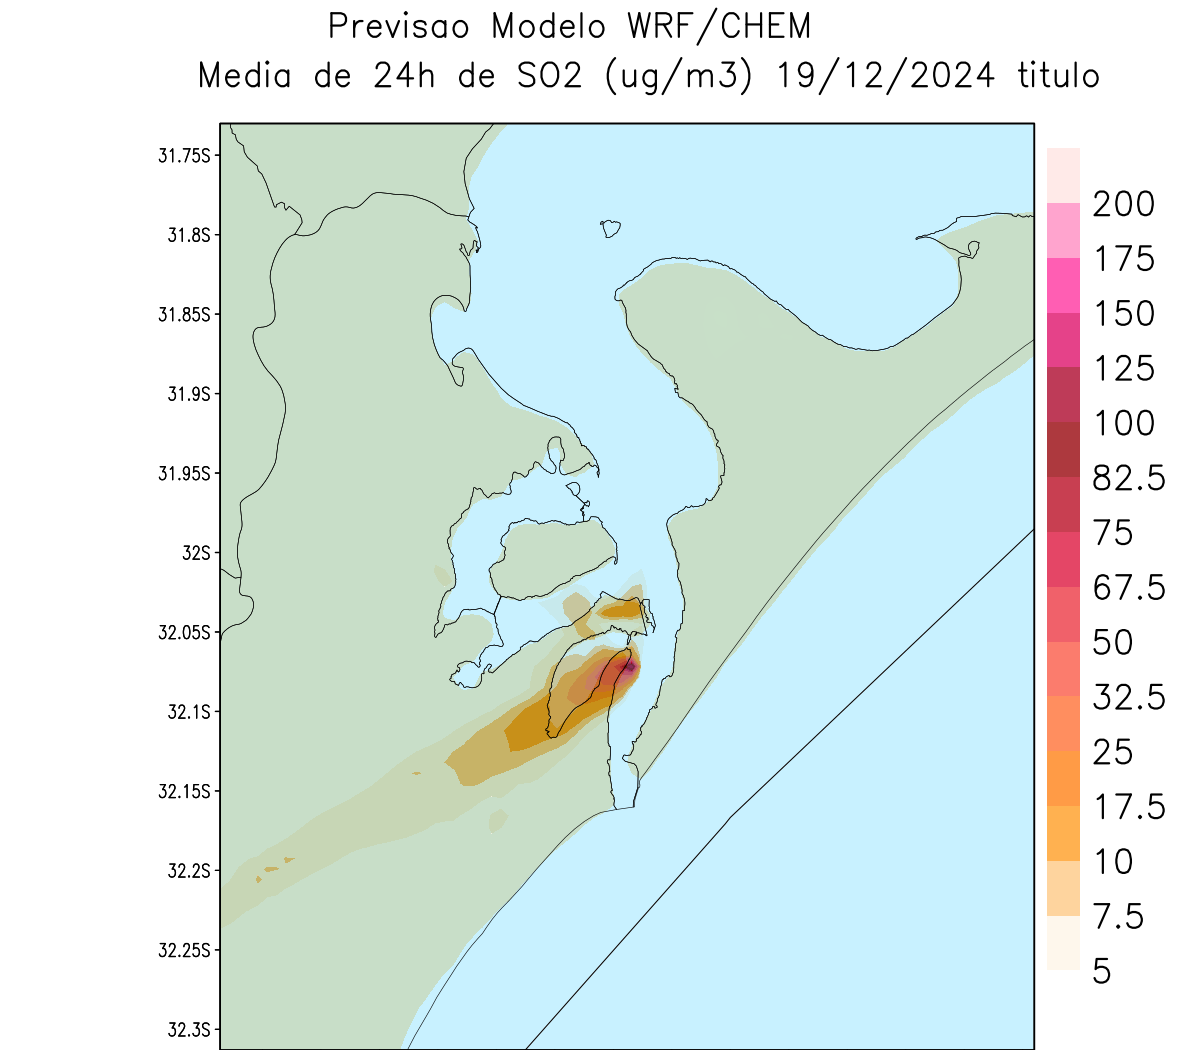 Previsao Modelo WRF/CHEM
Media de 24h de SO2 (ug/m3) 19/12/2024 titulo
31.75S
31.8S
31.85S
31.9S
31.95S
32S
32.05S
32.1S
32.15S
32.2S
32.25S
32.3S
200
175
150
125
100
82.5
75
67.5
50
32.5
25
17.5
10
7.5
5